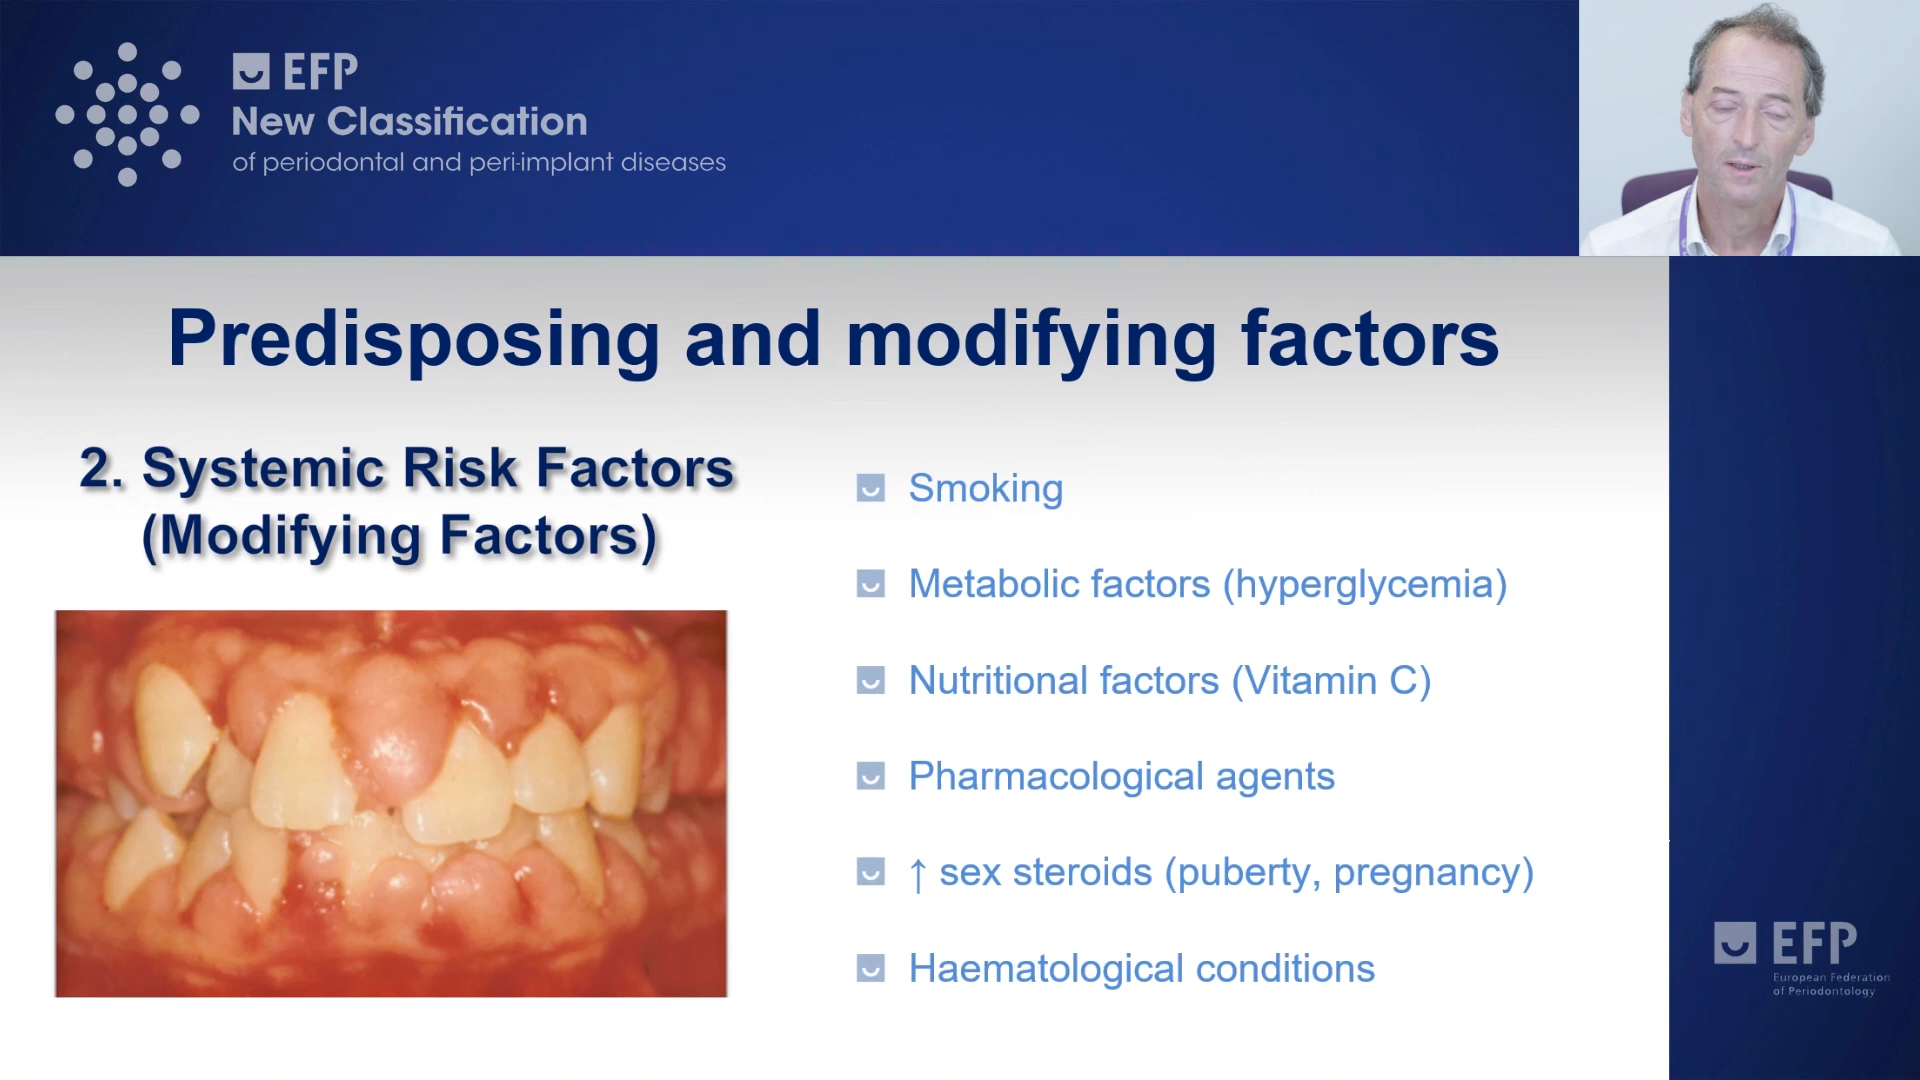 EFP
New Classification
of periodontal and peri-implant diseases
Predisposing and modifying factors
2. Systemic Risk Factors
(Modifying Factors)
Smoking
Metabolic factors (hyperglycemia)
Nutritional factors (Vitamin C)
Pharmacological agents
↑ sex steroids (puberty, pregnancy)
Haematological conditions
EFP
European Federation
of Periodontology